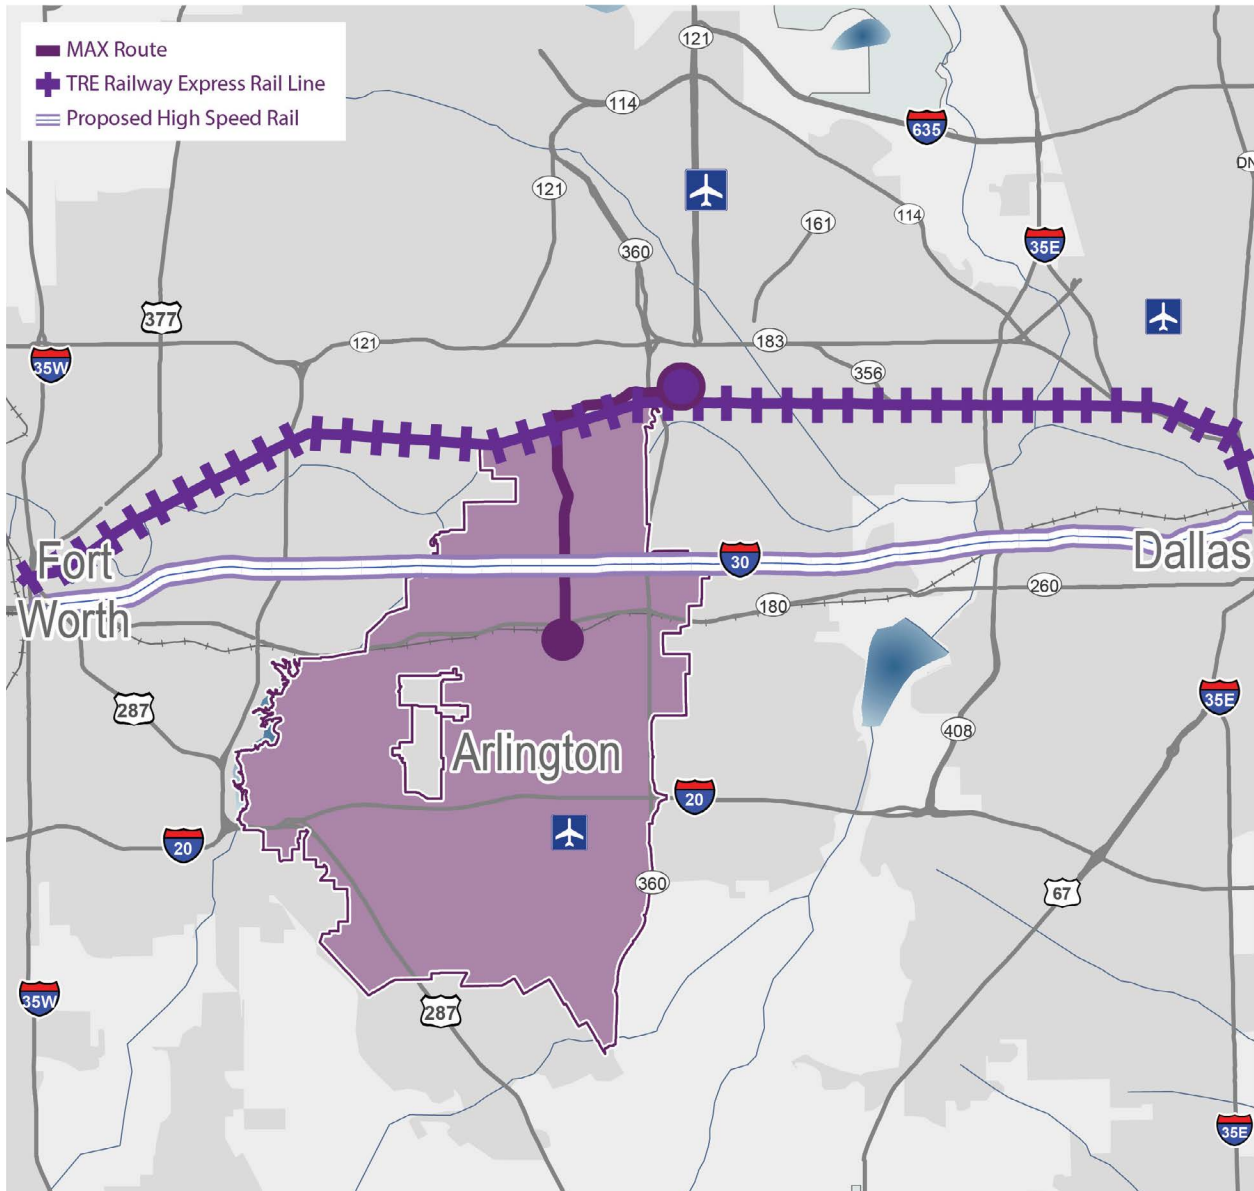 MAX Route
TRE Railway Express Rail Line
Proposed High Speed Rail
121
114
635
DN
121
161
114
360
35E
377
121
183
35W
356
Fort
Worth
30
Dallas
180
260
287
35E
408
Arlington
20
20
360
67
35W
287
35E